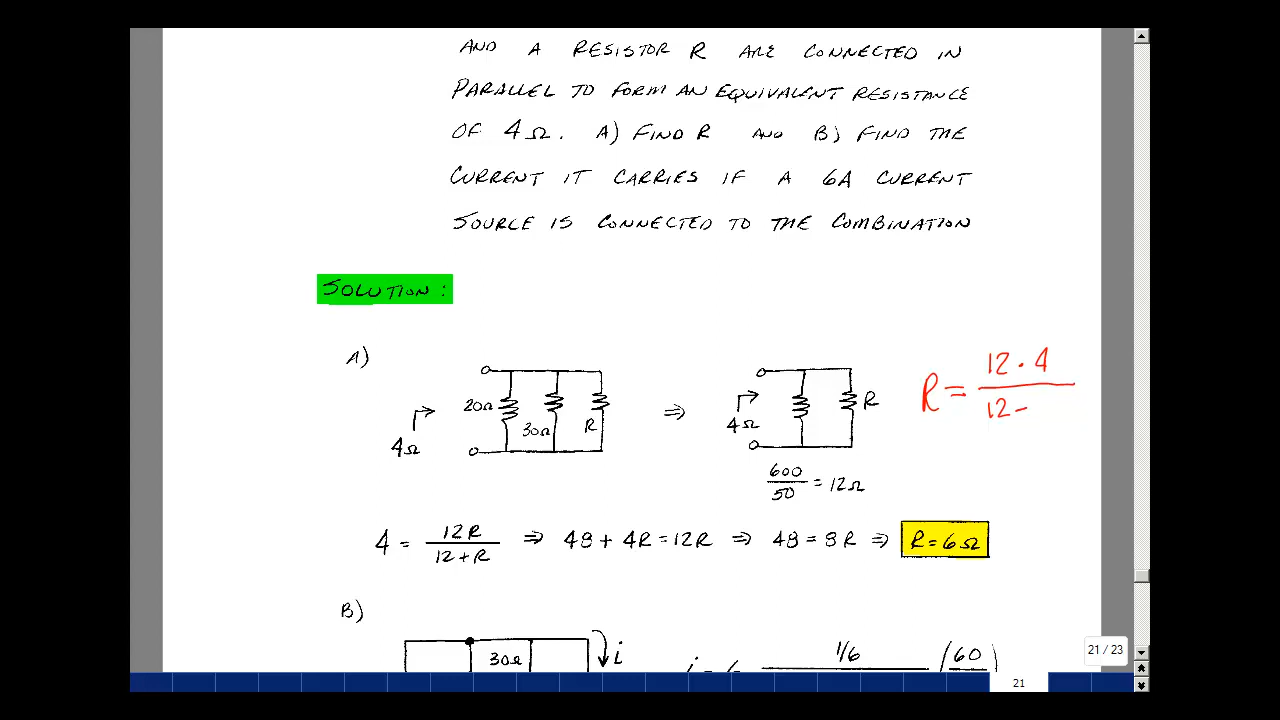 AND A RESISTOR R ARE CONNECTED IN
PARALLEL TO FORM AN EQUIVALENT RESISTANCE
OF 4Ω. A) FIND R AND B) FIND THE
CURRENT IT CARRIES IF A 6A CURRENT
SOURCE IS CONNECTED TO THE COMBINATION
SOLUTION:
A)
20Ω 30Ω R
4Ω
⇒
4Ω R
600/50 = 12Ω
R = 12 · 4 / 12 -
4 = 12R / 12 + R ⇒ 48 + 4R = 12R ⇒ 48 = 8R ⇒ R = 6Ω
B)
30Ω i
1/6 (60
21 / 23
21